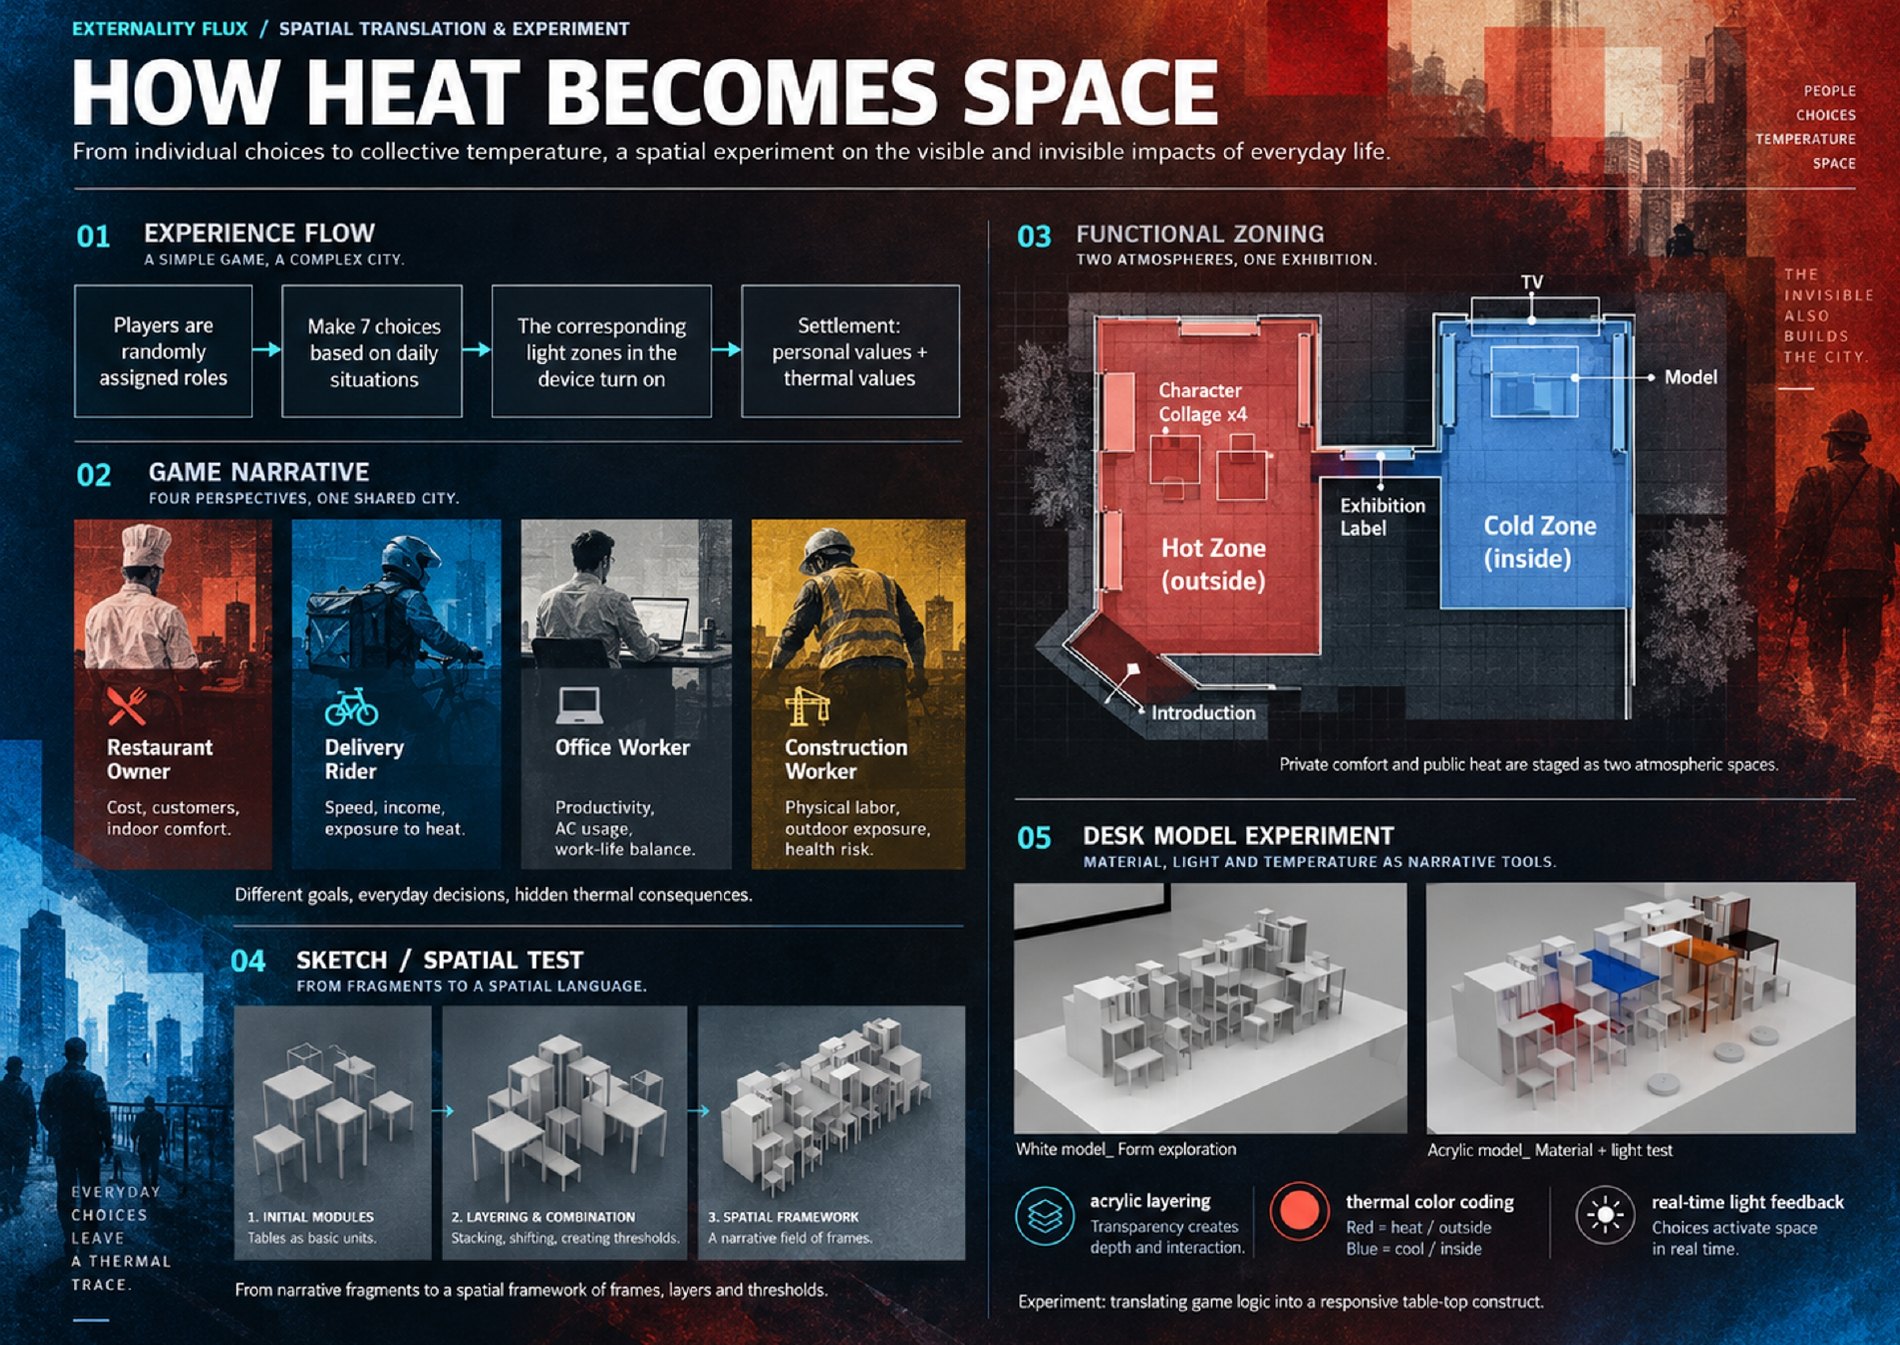 EXTERNALITY FLUX / SPATIAL TRANSLATION & EXPERIMENT
HOW HEAT BECOMES SPACE
From individual choices to collective temperature, a spatial experiment on the visible and invisible impacts of everyday life.
PEOPLE
CHOICES
TEMPERATURE
SPACE
01 EXPERIENCE FLOW
A SIMPLE GAME, A COMPLEX CITY.
Players are
randomly
assigned roles
Make 7 choices
based on daily
situations
The corresponding
light zones in the
device turn on
Settlement:
personal values +
thermal values
02 GAME NARRATIVE
FOUR PERSPECTIVES, ONE SHARED CITY.
Restaurant
Owner
Cost, customers,
indoor comfort.
Delivery
Rider
Speed, income,
exposure to heat.
Office Worker
Productivity,
AC usage,
work-life balance.
Construction
Worker
Physical labor,
outdoor exposure,
health risk.
Different goals, everyday decisions, hidden thermal consequences.
03 FUNCTIONAL ZONING
TWO ATMOSPHERES, ONE EXHIBITION.
TV
Model
Character
Collage x4
Exhibition
Label
Hot Zone
(outside)
Cold Zone
(inside)
Introduction
Private comfort and public heat are staged as two atmospheric spaces.
THE
INVISIBLE
ALSO
BUILDS
THE CITY.
04 SKETCH / SPATIAL TEST
FROM FRAGMENTS TO A SPATIAL LANGUAGE.
1. INITIAL MODULES
Tables as basic units.
2. LAYERING & COMBINATION
Stacking, shifting, creating thresholds.
3. SPATIAL FRAMEWORK
A narrative field of frames.
From narrative fragments to a spatial framework of frames, layers and thresholds.
EVERYDAY
CHOICES
LEAVE
A THERMAL
TRACE.
05 DESK MODEL EXPERIMENT
MATERIAL, LIGHT AND TEMPERATURE AS NARRATIVE TOOLS.
White model_ Form exploration
Acrylic model_ Material + light test
acrylic layering
Transparency creates
depth and interaction.
thermal color coding
Red = heat / outside
Blue = cool / inside
real-time light feedback
Choices activate space
in real time.
Experiment: translating game logic into a responsive table-top construct.